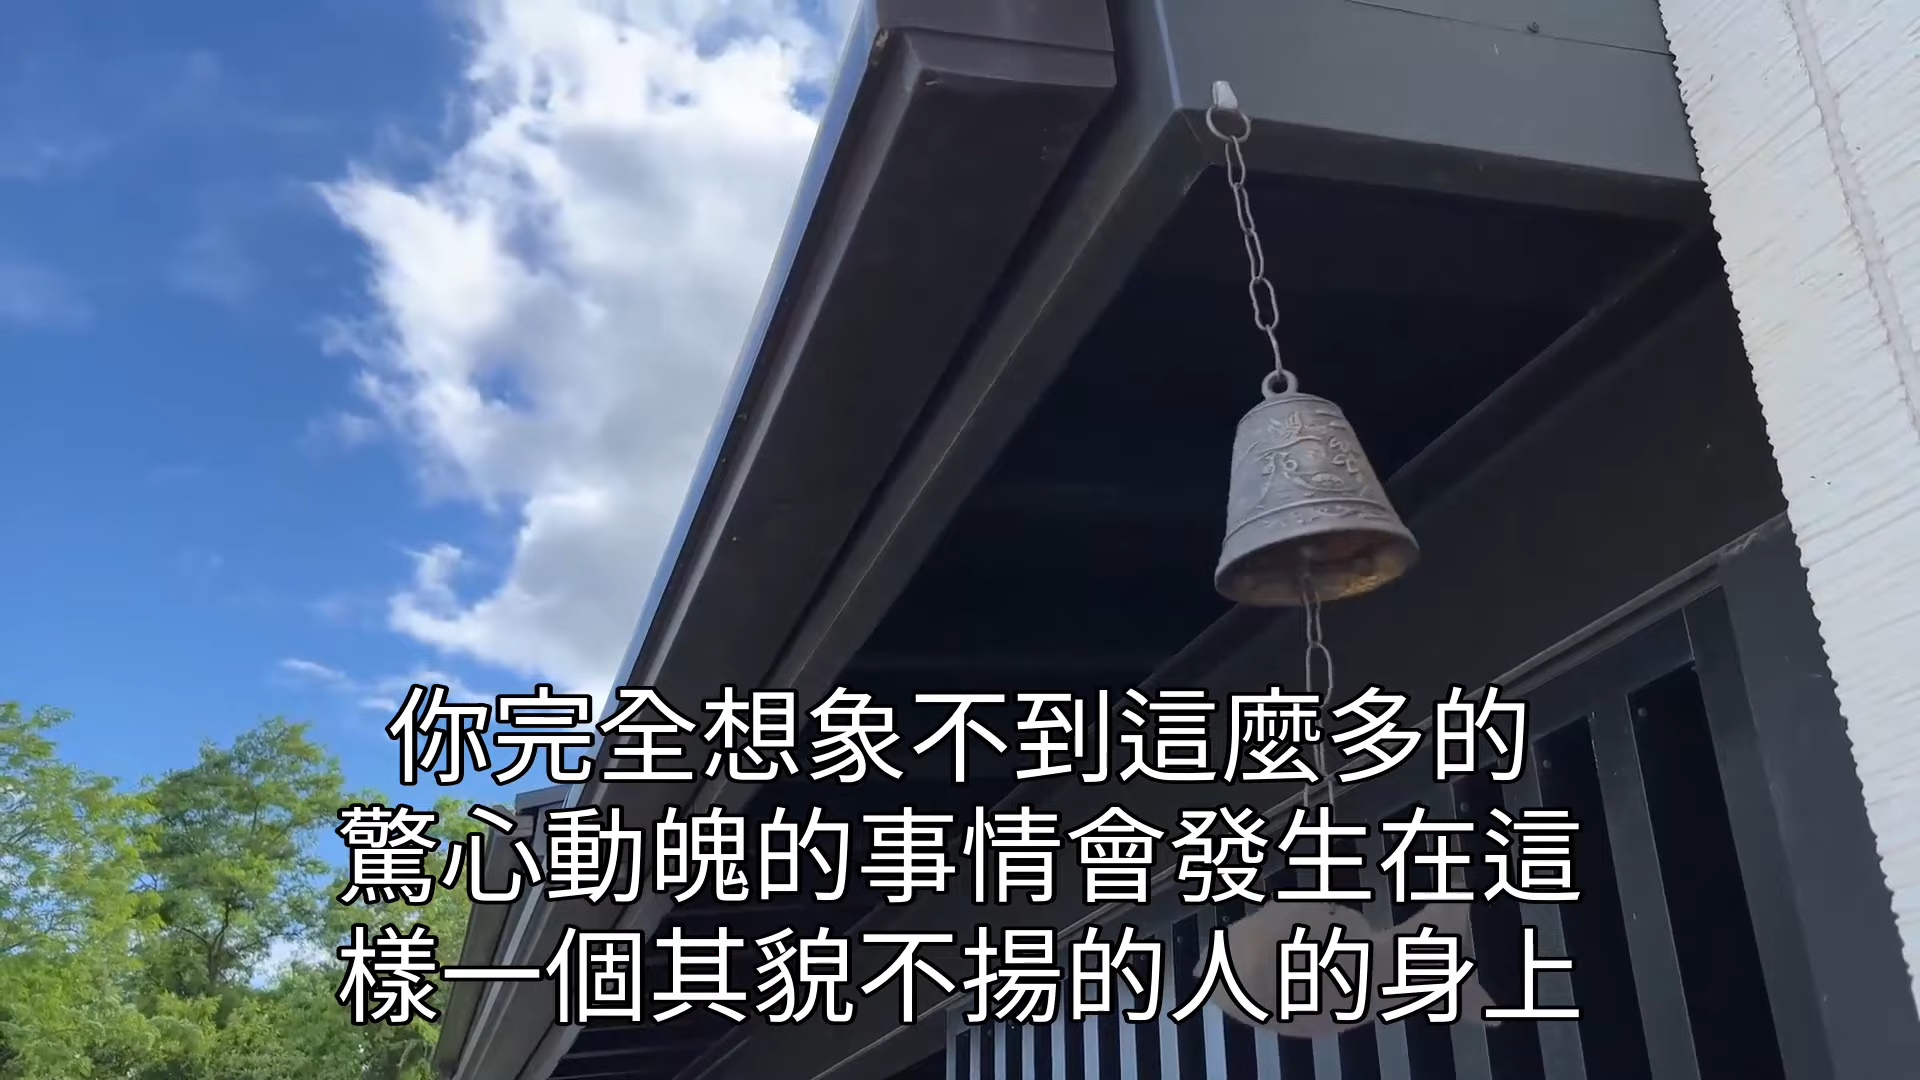 你完全想象不到這麼多的
驚心動魄的事情會發生在這
樣一個其貌不揚的人的身上